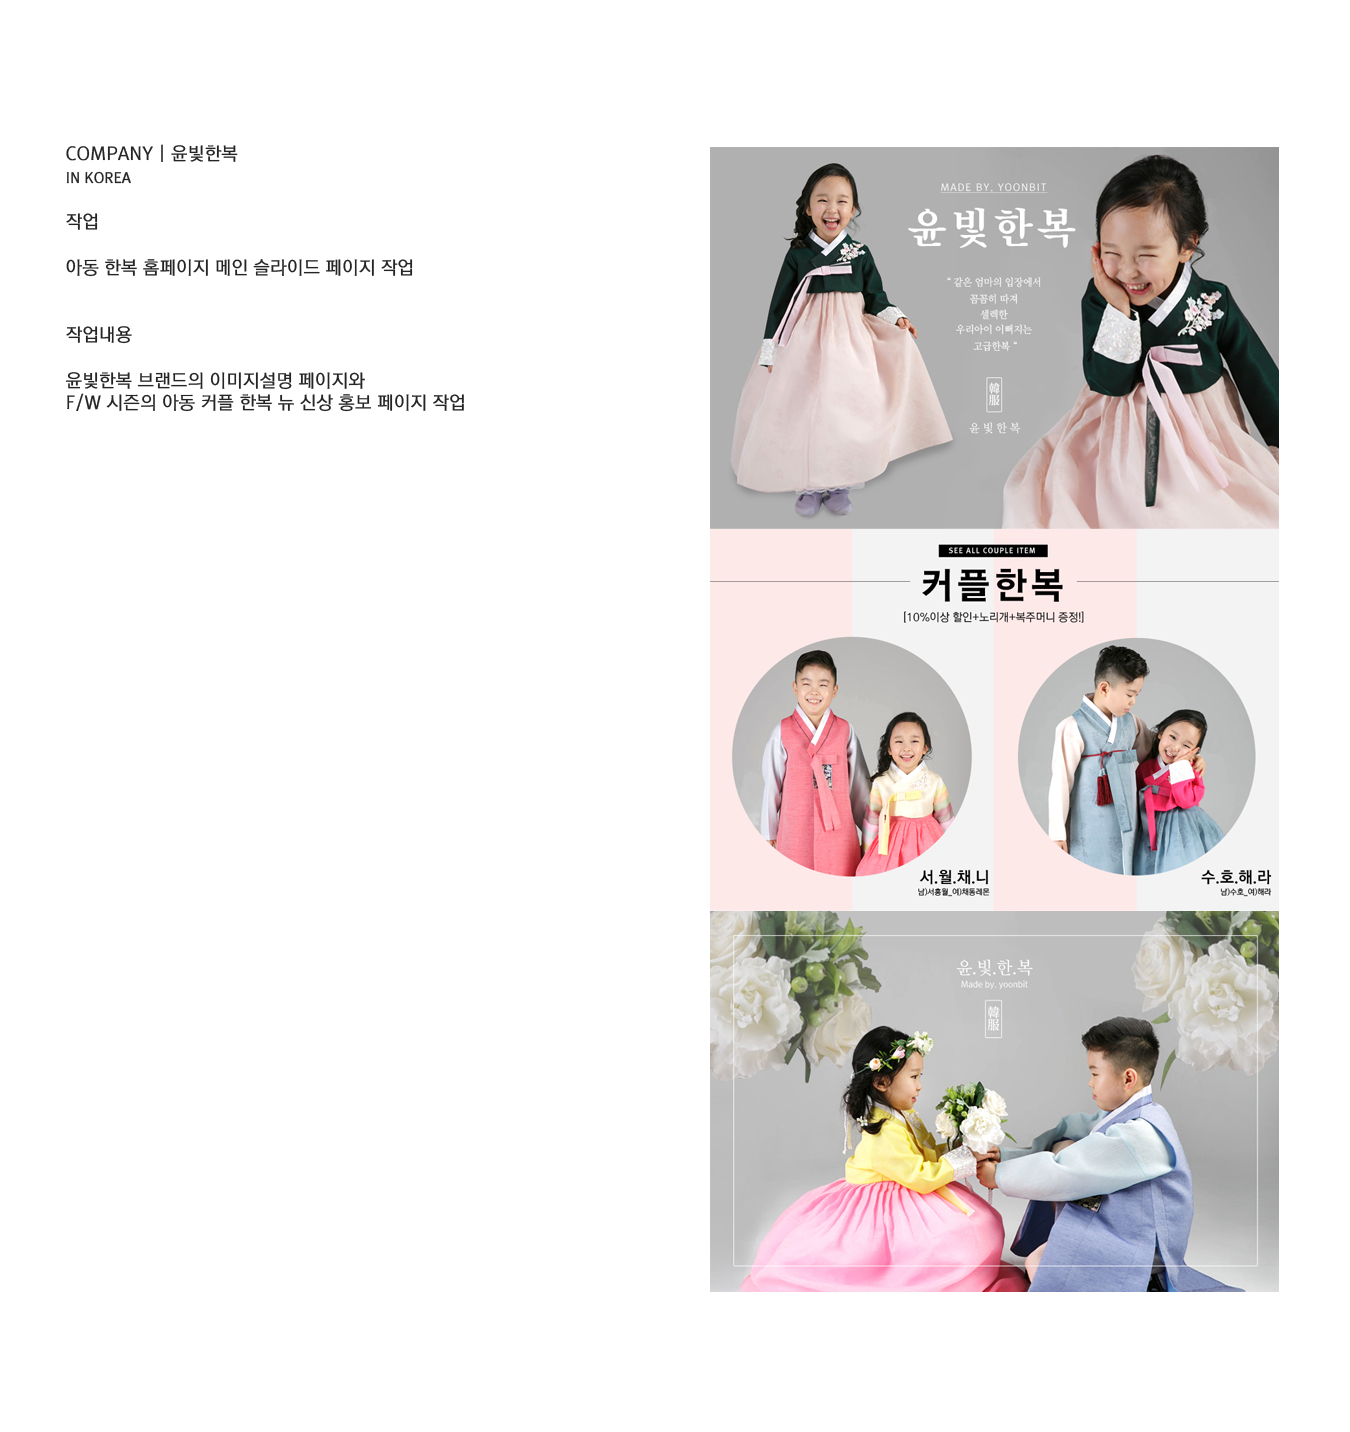 COMPANY | 윤빛한복
IN KOREA
작업
아동 한복 홈페이지 메인 슬라이드 페이지 작업
작업내용
윤빛한복 브랜드의 이미지설명 페이지와
F/W 시즌의 아동 커플 한복 뉴 신상 홍보 페이지 작업
MADE BY. YOONBIT
윤빛한복
“ 같은 엄마의 입장에서
꼼꼼히 따져
셀렉한
우리아이 이뻐지는
고급한복 “
韓服
윤빛한복
SEE ALL COUPLE ITEM
커플한복
[10%이상 할인+노리개+복주머니 증정!]
서.월.채.니
남)서흥월_여)채동레몬
수.호.해.라
남)수호_여)해라
윤.빛.한.복
Made by. yoonbit
韓服